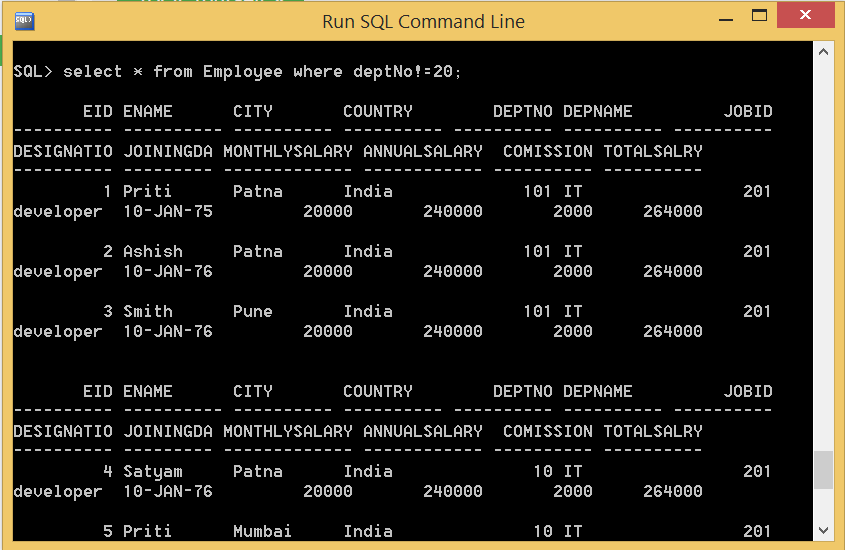 Run SQL Command Line
SQL> select * from Employee where deptNo!=20;
EID ENAME CITY COUNTRY DEPTNO DEPNAME JOBID
---------- ---------- ---------- ---------- ---------- ---------- ----------
DESIGNATIO JOININGDA MONTHLYSALARY ANNUALSALARY COMISSION TOTALSALRY
---------- --------- ------------- ------------ ---------- ----------
1 Priti Patna India 101 IT 201
developer 10-JAN-75 20000 240000 2000 264000
2 Ashish Patna India 101 IT 201
developer 10-JAN-76 20000 240000 2000 264000
3 Smith Pune India 101 IT 201
developer 10-JAN-76 20000 240000 2000 264000
EID ENAME CITY COUNTRY DEPTNO DEPNAME JOBID
---------- ---------- ---------- ---------- ---------- ---------- ----------
DESIGNATIO JOININGDA MONTHLYSALARY ANNUALSALARY COMISSION TOTALSALRY
---------- --------- ------------- ------------ ---------- ----------
4 Satyam Patna India 10 IT 201
developer 10-JAN-76 20000 240000 2000 264000
5 Priti Mumbai India 10 IT 201